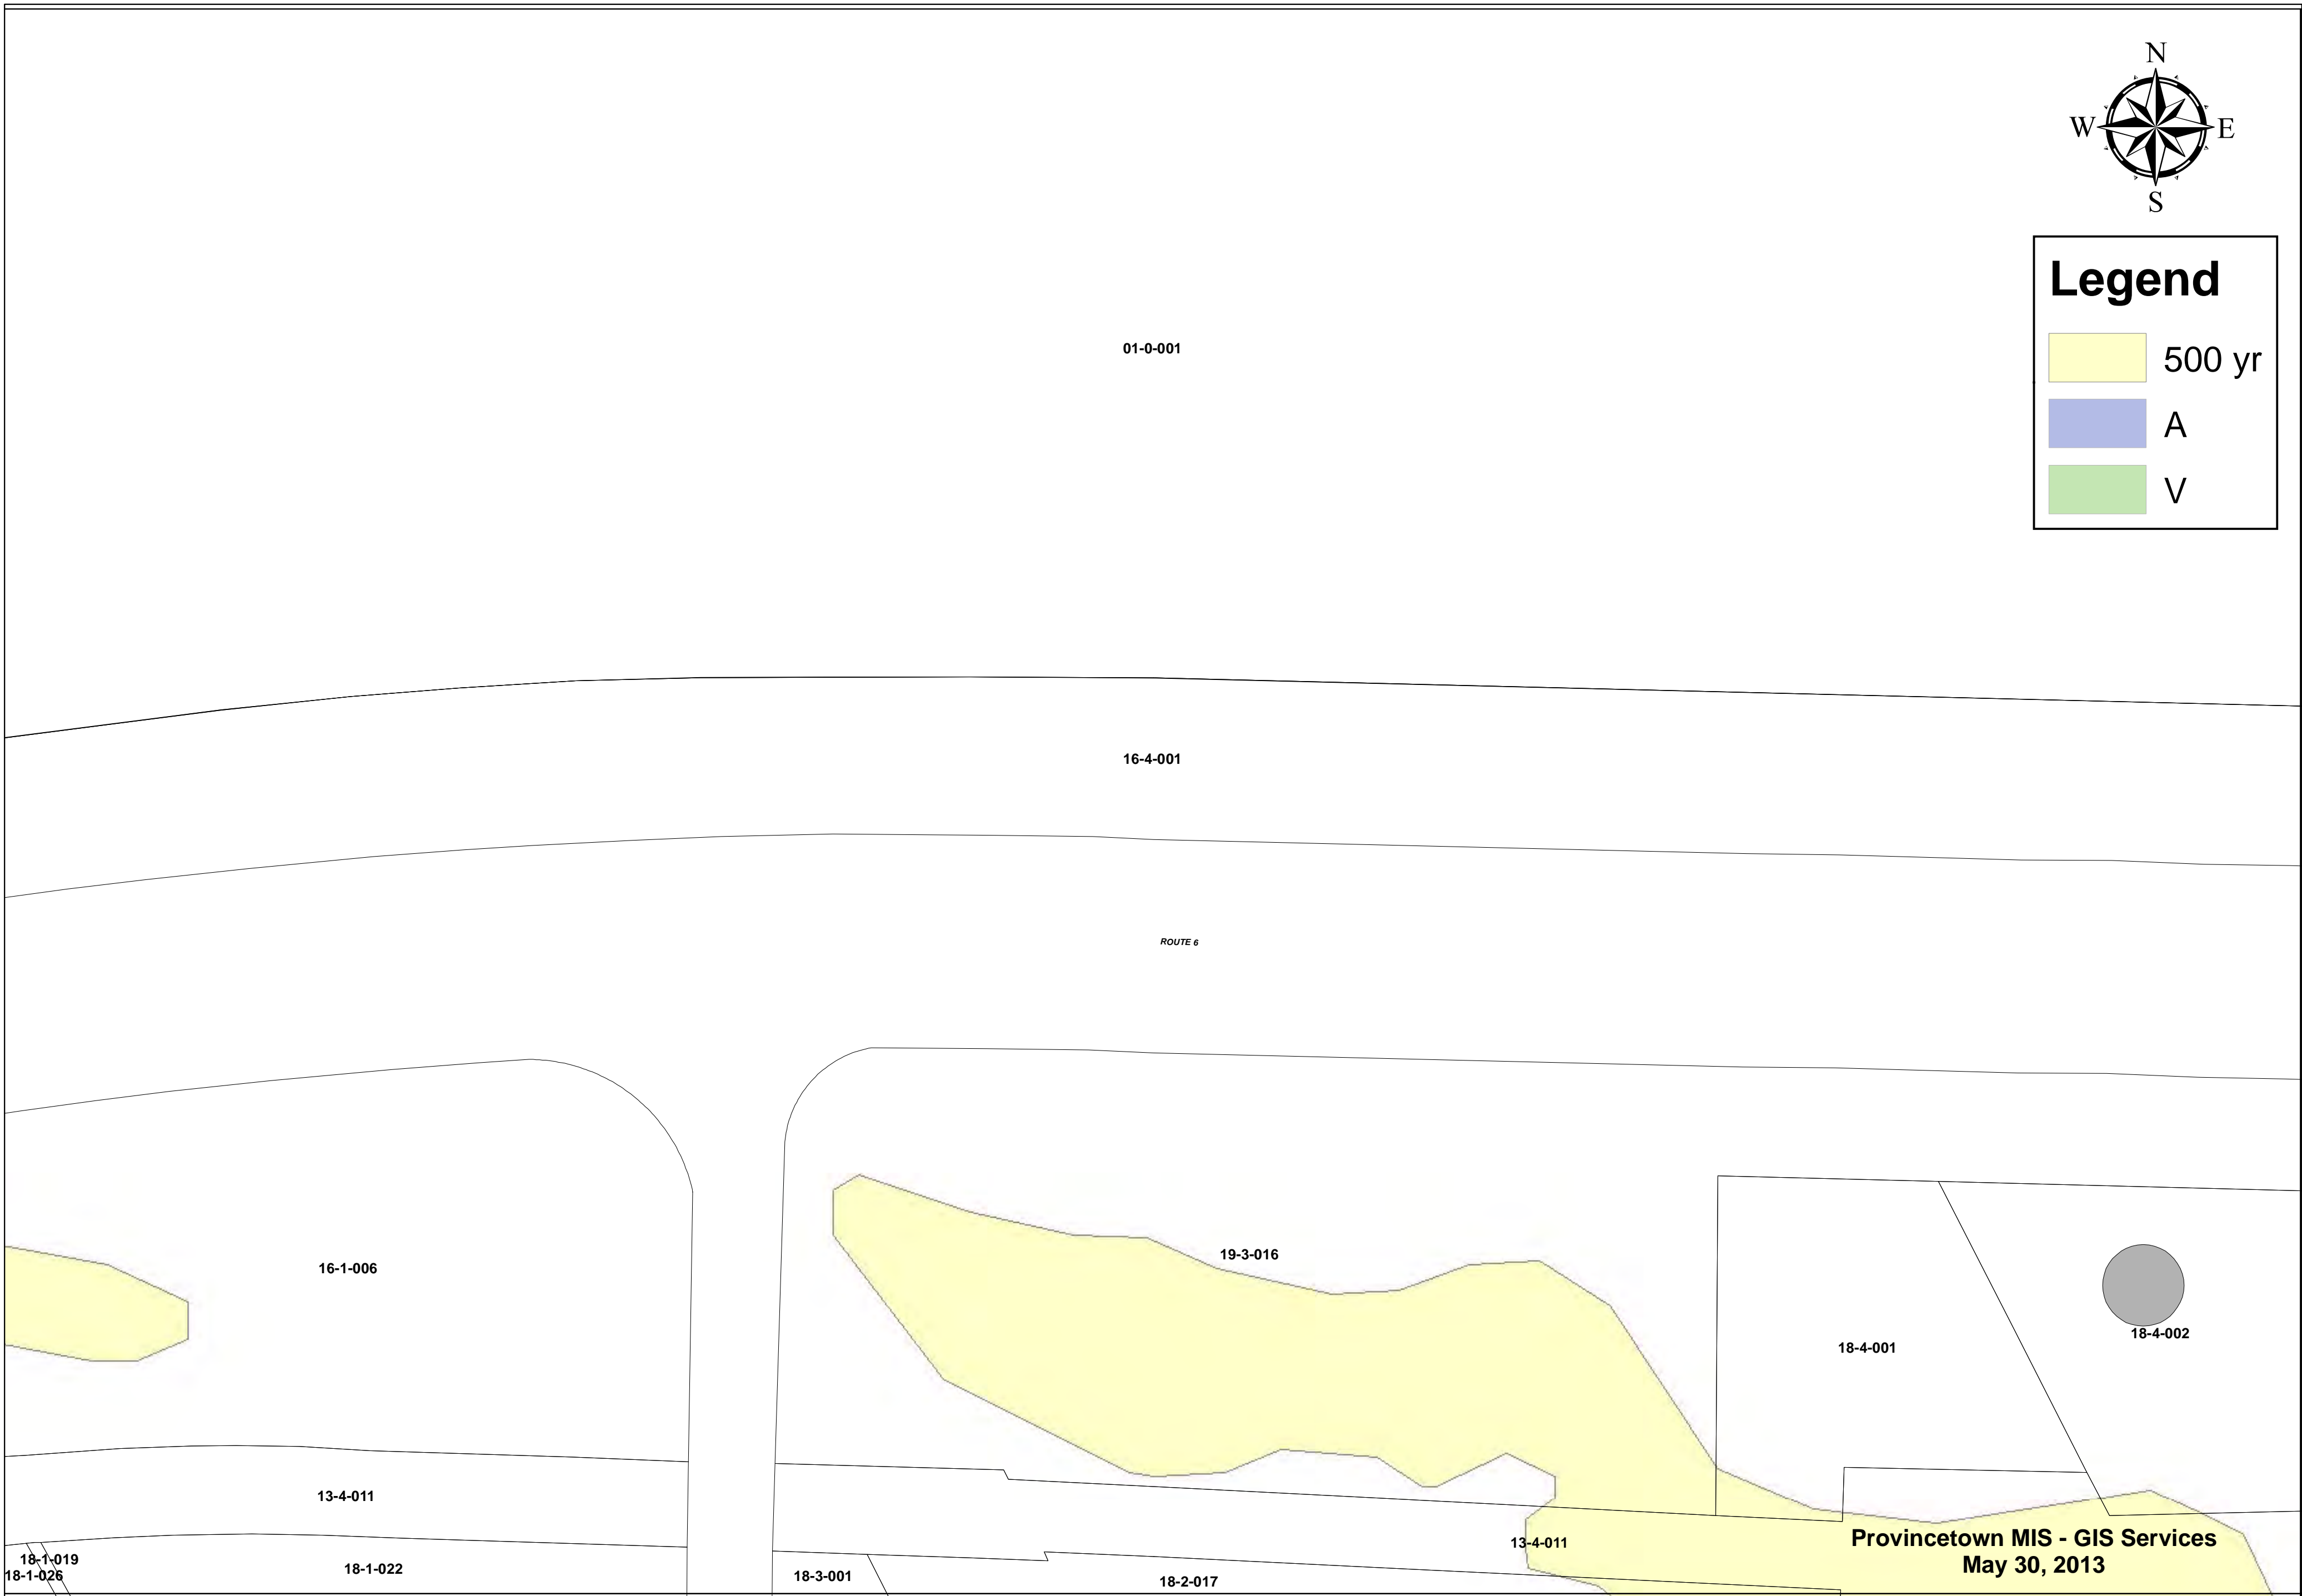 N
W E
S
Legend
500 yr
A
V
01-0-001
16-4-001
ROUTE 6
19-3-016
16-1-006
18-4-002
18-4-001
13-4-011
13-4-011
Provincetown MIS - GIS Services
May 30, 2013
18-1-019
18-1-026
18-1-022
18-3-001
18-2-017